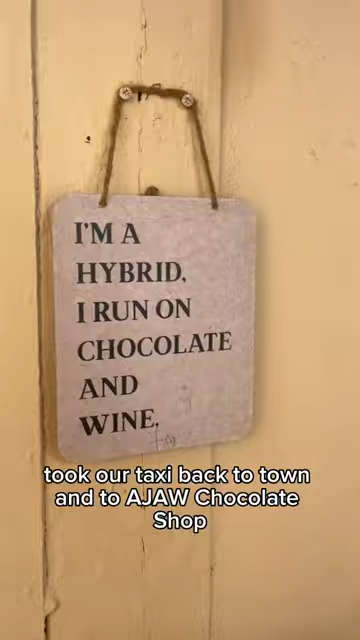 I'M A
HYBRID,
I RUN ON
CHOCOLATE
AND
WINE.
took our taxi back to town
and to AJAW Chocolate
Shop